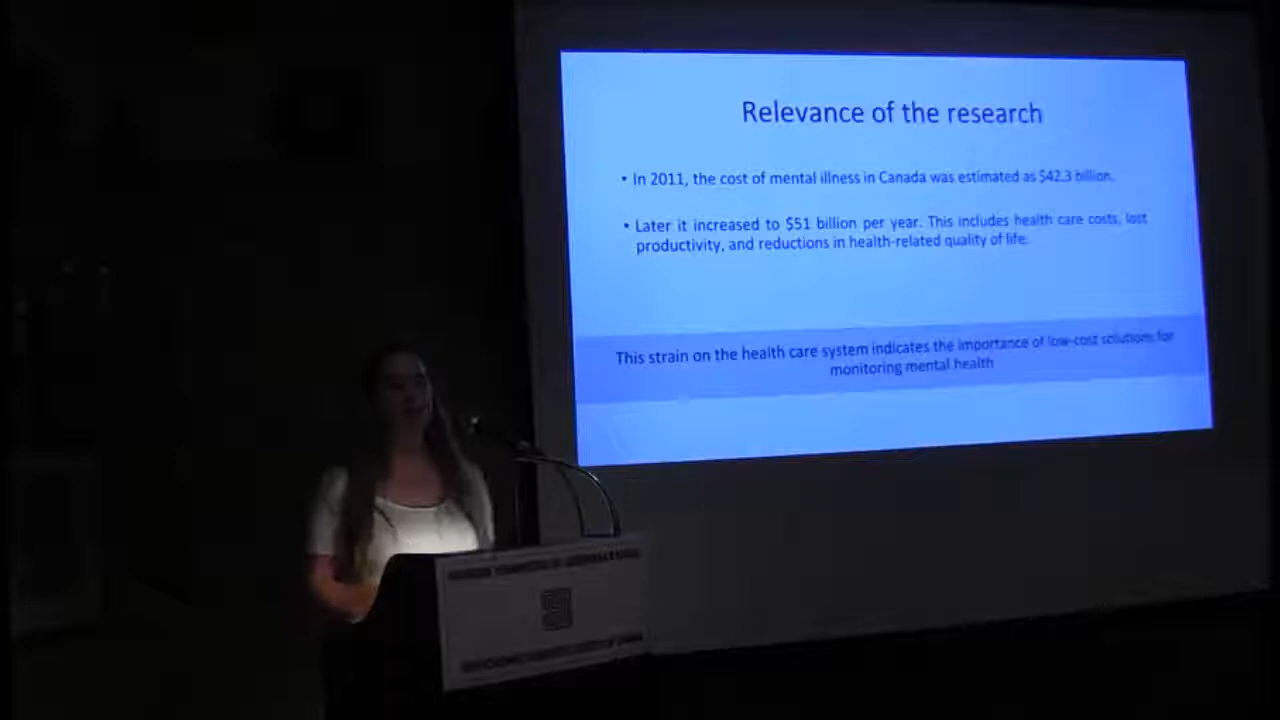 Relevance of the research
• In 2011, the cost of mental illness in Canada was estimated as $42.3 billion.
• Later it increased to $51 billion per year. This includes health care costs, lost
productivity, and reductions in health-related quality of life.
This strain on the health care system indicates the importance of low-cost solutions for
monitoring mental health